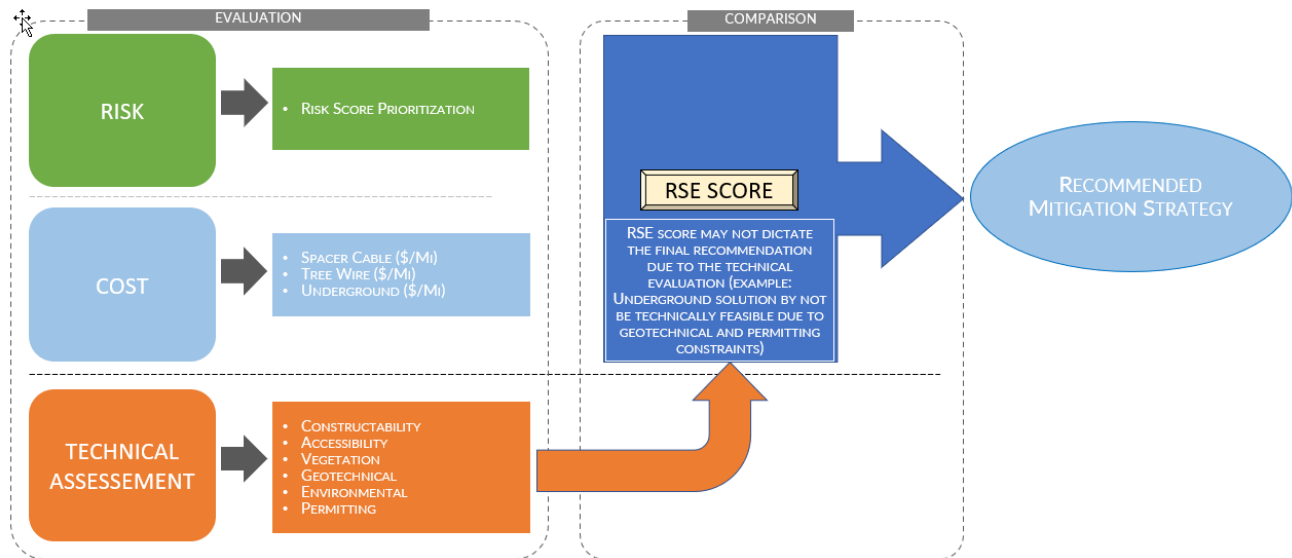 EVALUATION
COMPARISON
RISK
• RISK SCORE PRIORITIZATION
COST
• SPACER CABLE ($/MI)
• TREE WIRE ($/MI)
• UNDERGROUND ($/MI)
TECHNICAL
ASSESSEMENT
• CONSTRUCTABILITY
• ACCESSIBILITY
• VEGETATION
• GEOTECHNICAL
• ENVIRONMENTAL
• PERMITTING
RSE SCORE
RSE SCORE MAY NOT DICTATE
THE FINAL RECOMMENDATION
DUE TO THE TECHNICAL
EVALUATION (EXAMPLE:
UNDERGROUND SOLUTION BY NOT
BE TECHNICALLY FEASIBLE DUE TO
GEOTECHNICAL AND PERMITTING
CONSTRAINTS)
RECOMMENDED
MITIGATION STRATEGY